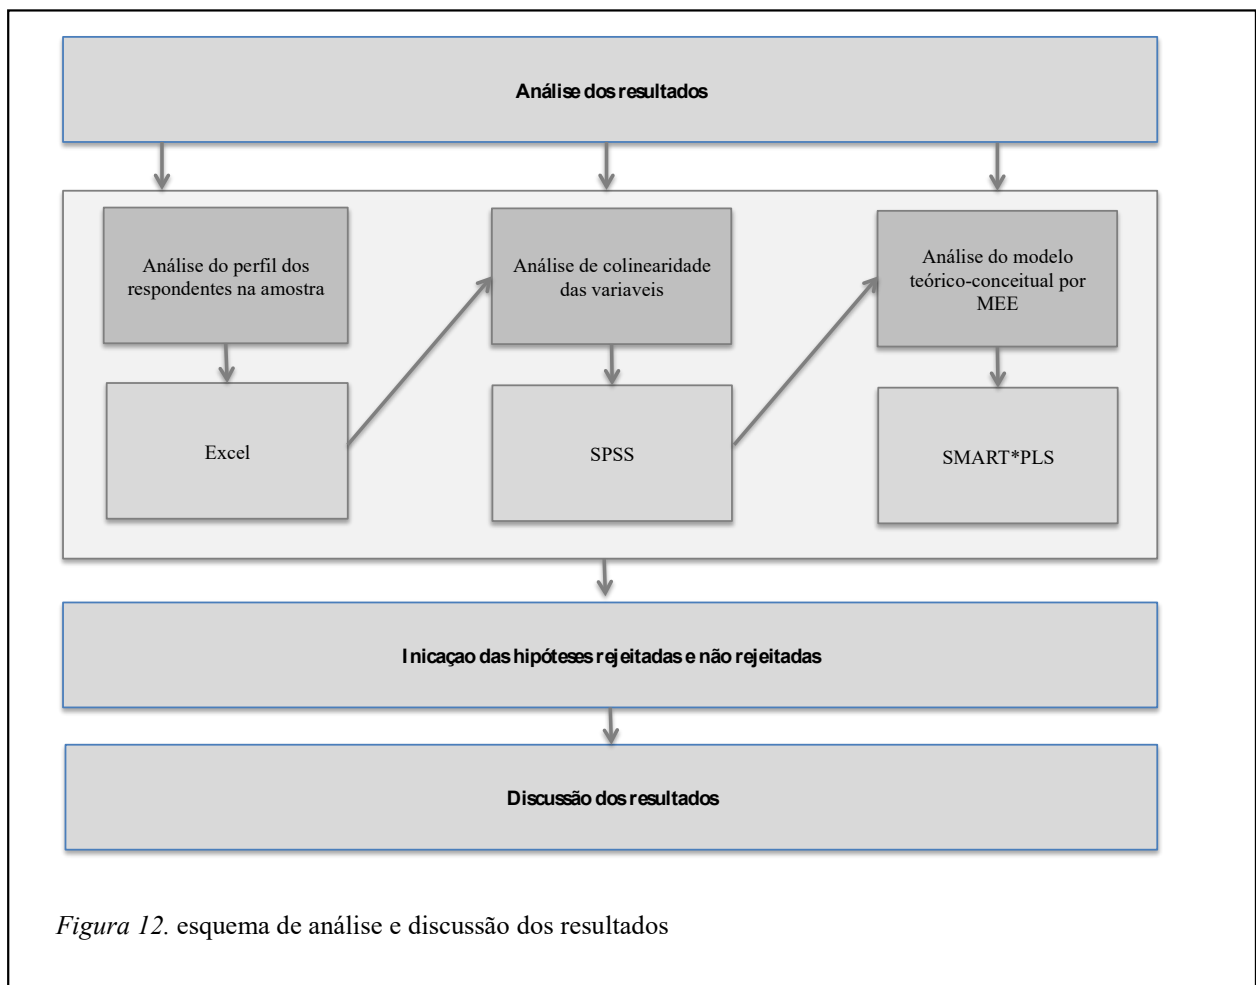 Análise dos resultados
Análise do perfil dos
respondentes na amostra
Análise de colinearidade
das variaveis
Análise do modelo
teórico-conceitual por
MEE
Excel
SPSS
SMART*PLS
Inicaçao das hipóteses rejeitadas e não rejeitadas
Discussão dos resultados
Figura 12. esquema de análise e discussão dos resultados